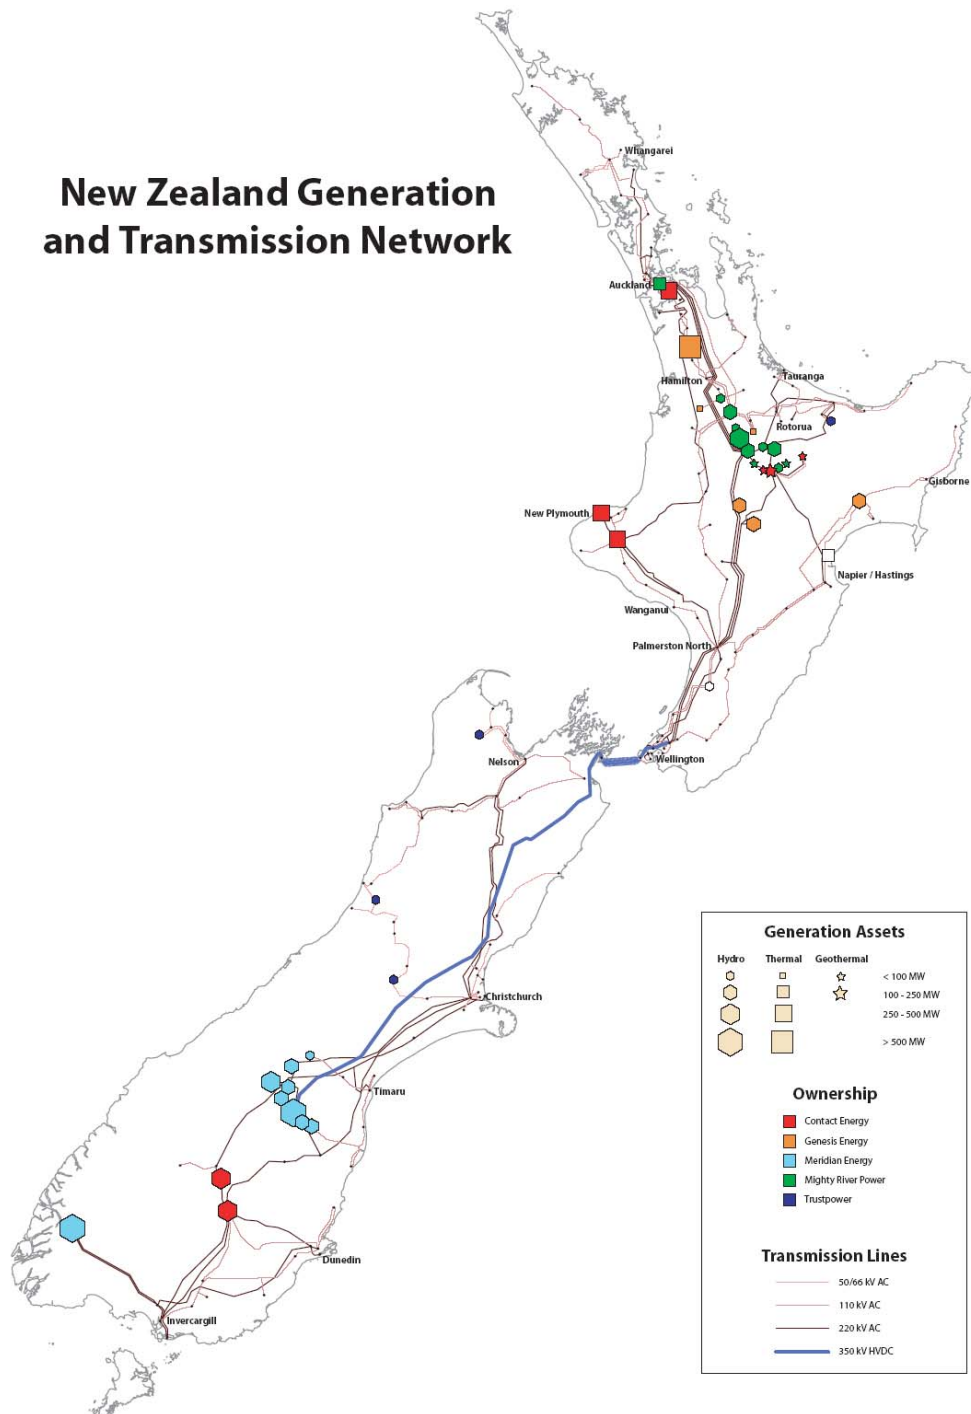 New Zealand Generation
and Transmission Network
Whangarei
Auckland
Hamilton
Tauranga
Rotorua
Gisborne
New Plymouth
Napier / Hastings
Wanganui
Palmerston North
Nelson
Wellington
Christchurch
Timaru
Dunedin
Invercargill
Generation Assets
Hydro Thermal Geothermal
< 100 MW
100 - 250 MW
250 - 500 MW
> 500 MW
Ownership
Contact Energy
Genesis Energy
Meridian Energy
Mighty River Power
Trustpower
Transmission Lines
50/66 kV AC
110 kV AC
220 kV AC
350 kV HVDC